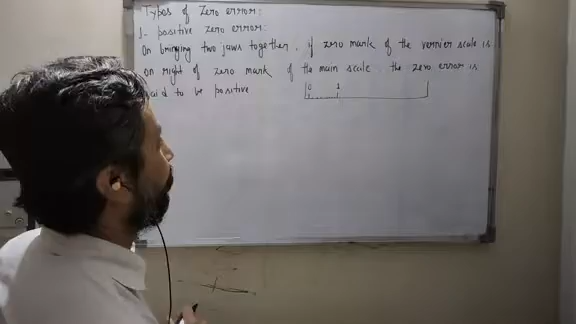 Types of Zero error:
1- positive zero error:
On bringing two jaws together, if zero mark of the vernier scale is
on right of zero mark of the main scale. the zero error is
said to be positive
0 1